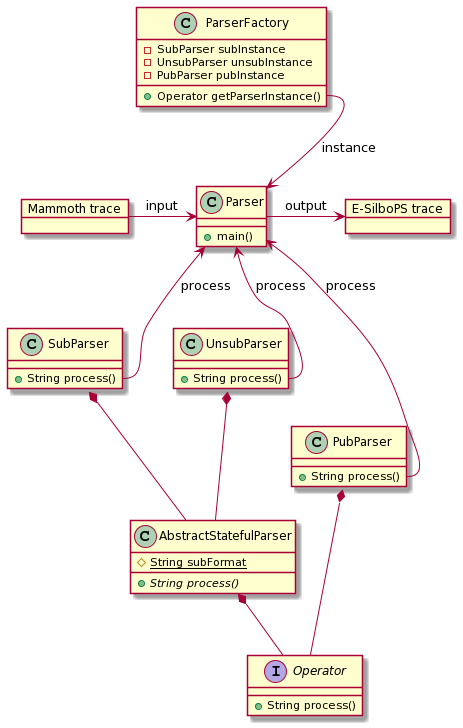 C ParserFactory
SubParser subInstance
UnsubParser unsubInstance
PubParser pubInstance
Operator getParserInstance()
instance
Mammoth trace
input
C Parser
main()
output
E-SilboPS trace
process
process
process
C SubParser
String process()
C UnsubParser
String process()
C PubParser
String process()
C AbstractStatefulParser
String subFormat
String process()
I Operator
String process()